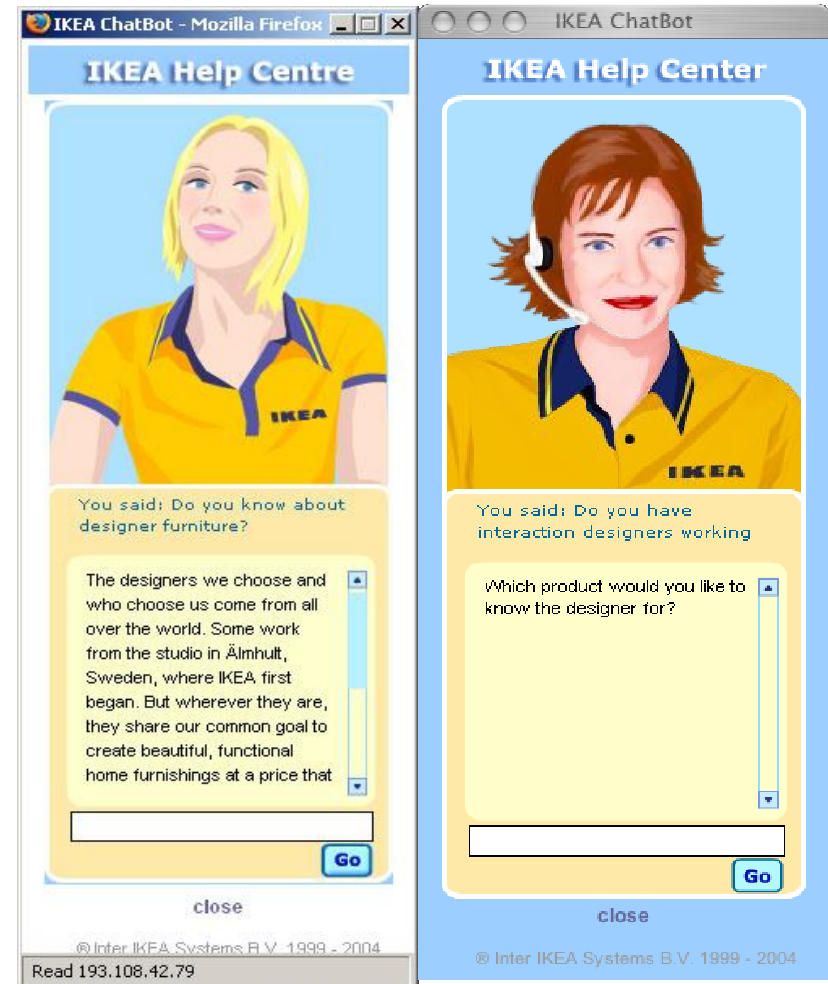 IKEA ChatBot - Mozilla Firefox
IKEA Help Centre
IKEA
You said: Do you know about
designer furniture?
The designers we choose and
who choose us come from all
over the world. Some work
from the studio in Älmhult,
Sweden, where IKEA first
began. But wherever they are,
they share our common goal to
create beautiful, functional
home furnishings at a price that
Go
close
® Inter IKEA Systems B.V. 1999 - 2004
Read 193.108.42.79
IKEA ChatBot
IKEA Help Center
IKEA
You said: Do you have
interaction designers working
Which product would you like to
know the designer for?
Go
close
® Inter IKEA Systems B.V. 1999 - 2004